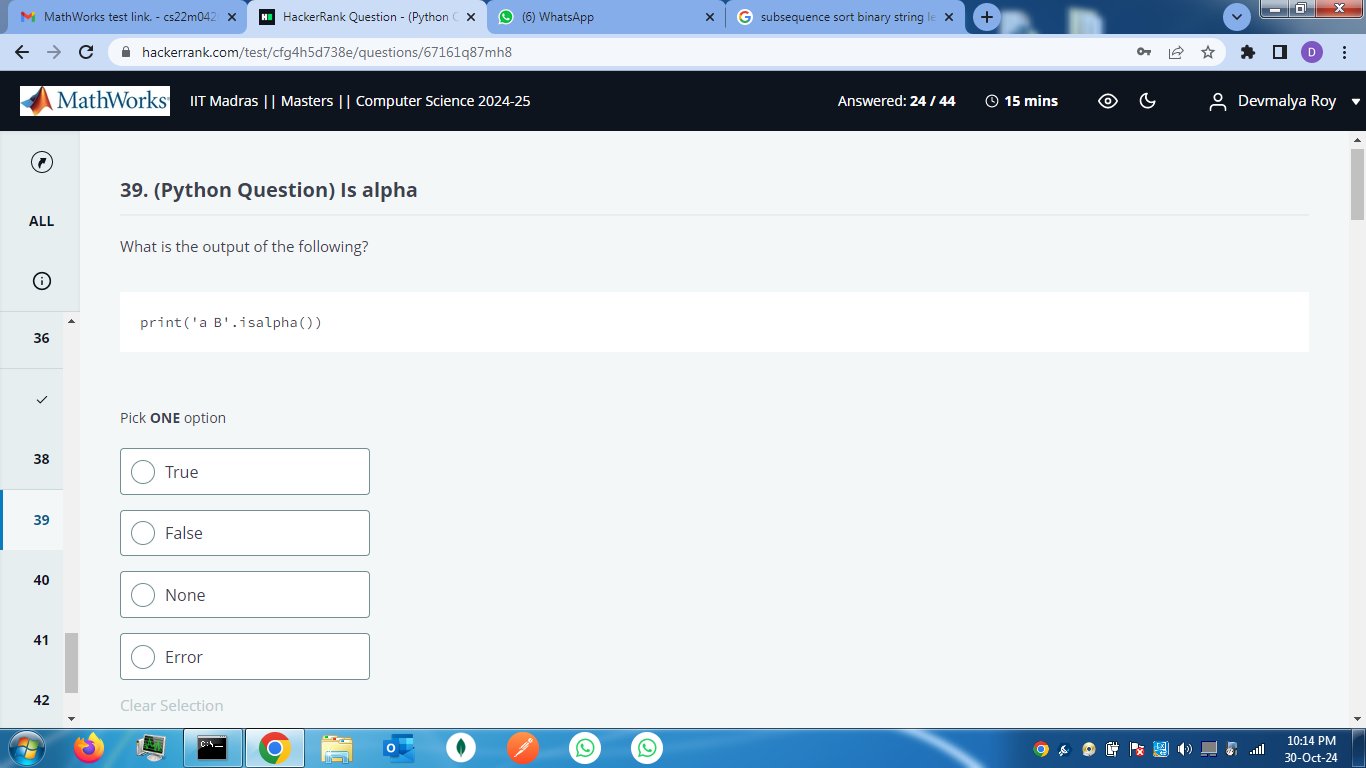 MathWorks test link. - cs22m042
HackerRank Question - (Python
(6) WhatsApp
subsequence sort binary string le
hackerrank.com/test/cfg4h5d738e/questions/67161q87mh8
D
MathWorks
IIT Madras || Masters || Computer Science 2024-25
Answered: 24 / 44
15 mins
Devmalya Roy
ALL
36
38
39
40
41
42
39. (Python Question) Is alpha
What is the output of the following?
print('a B'.isalpha())
Pick ONE option
True
False
None
Error
Clear Selection
10:14 PM
30-Oct-24